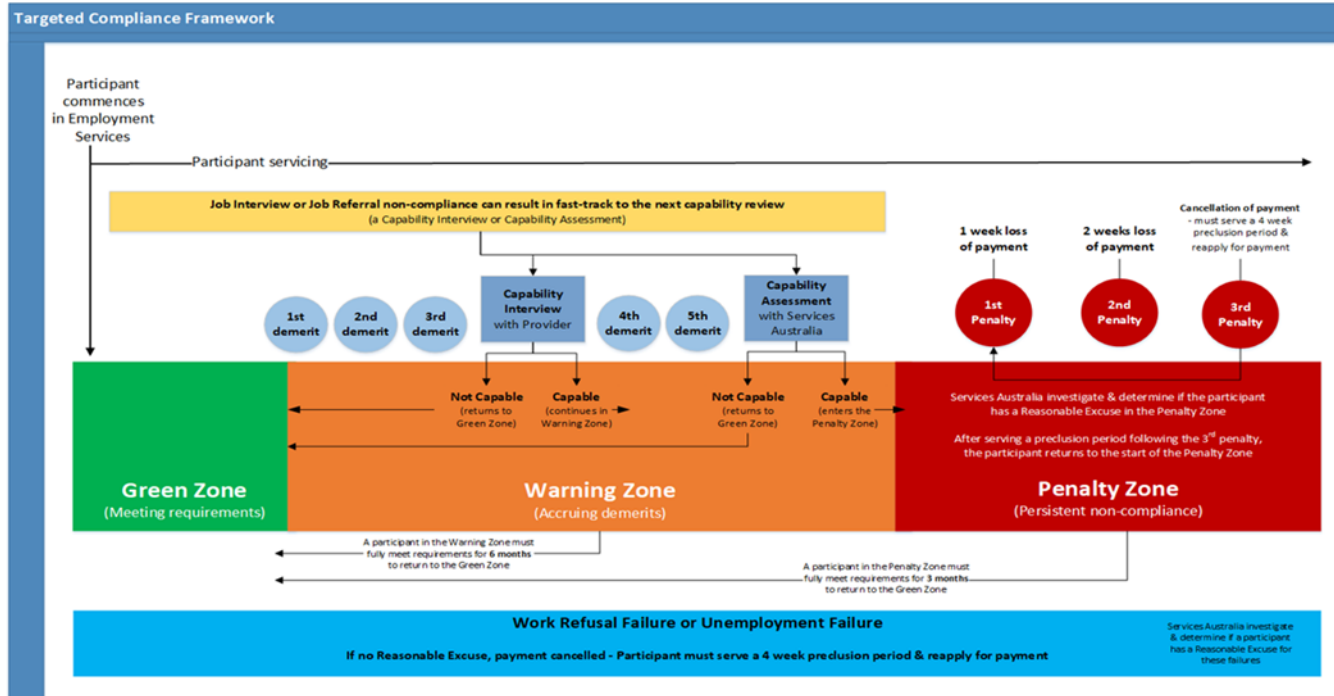 Targeted Compliance Framework
Participant
commences
in Employment
Services
Participant servicing
Job Interview or Job Referral non-compliance can result in fast-track to the next capability review
(a Capability Interview or Capability Assessment)
1st
demerit
2nd
demerit
3rd
demerit
Capability
Interview
with Provider
4th
demerit
5th
demerit
Capability
Assessment
with Services
Australia
1 week loss
of payment
2 weeks loss
of payment
Cancellation of payment
- must serve a 4 week
preclusion period &
reapply for payment
1st
Penalty
2nd
Penalty
3rd
Penalty
Not Capable
(returns to
Green Zone)
Capable
(continues in
Warning Zone)
Not Capable
(returns to
Green Zone)
Capable
(enters the
Penalty Zone)
Services Australia investigate & determine if the participant
has a Reasonable Excuse in the Penalty Zone
After serving a preclusion period following the 3rd penalty,
the participant returns to the start of the Penalty Zone
Green Zone
(Meeting requirements)
Warning Zone
(Accruing demerits)
Penalty Zone
(Persistent non-compliance)
A participant in the Warning Zone must
fully meet requirements for 6 months
to return to the Green Zone
A participant in the Penalty Zone must
fully meet requirements for 3 months
to return to the Green Zone
Work Refusal Failure or Unemployment Failure
If no Reasonable Excuse, payment cancelled - Participant must serve a 4 week preclusion period & reapply for payment
Services Australia investigate
& determine if a participant
has a Reasonable Excuse for
these failures